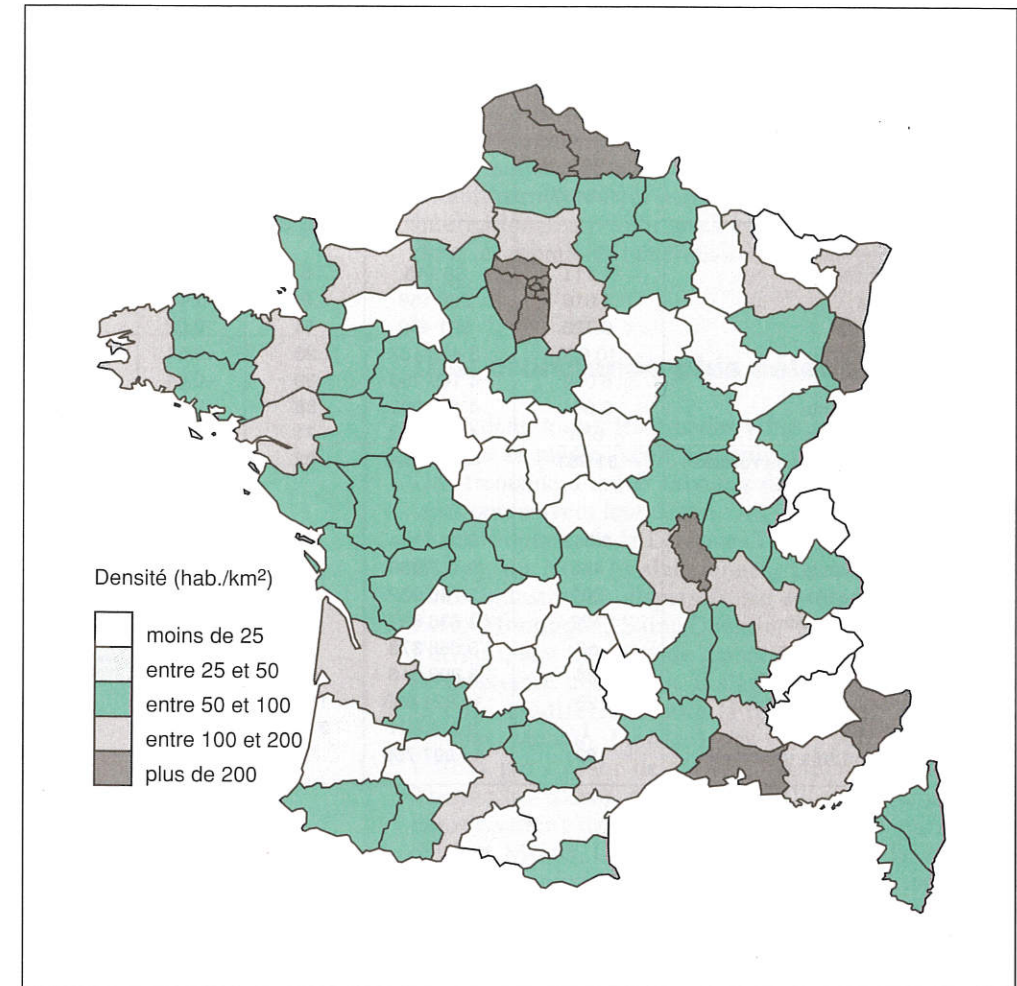 Densité (hab./km²)
moins de 25
entre 25 et 50
entre 50 et 100
entre 100 et 200
plus de 200